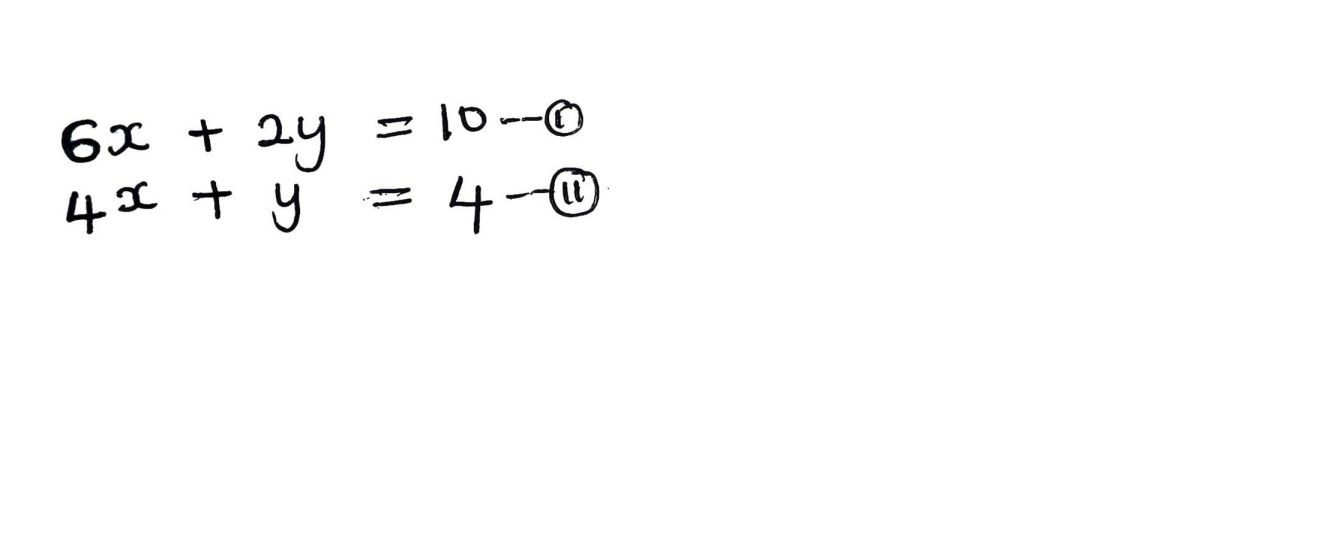 6x + 2y = 10 --- (i)
4x + y = 4 --- (ii)